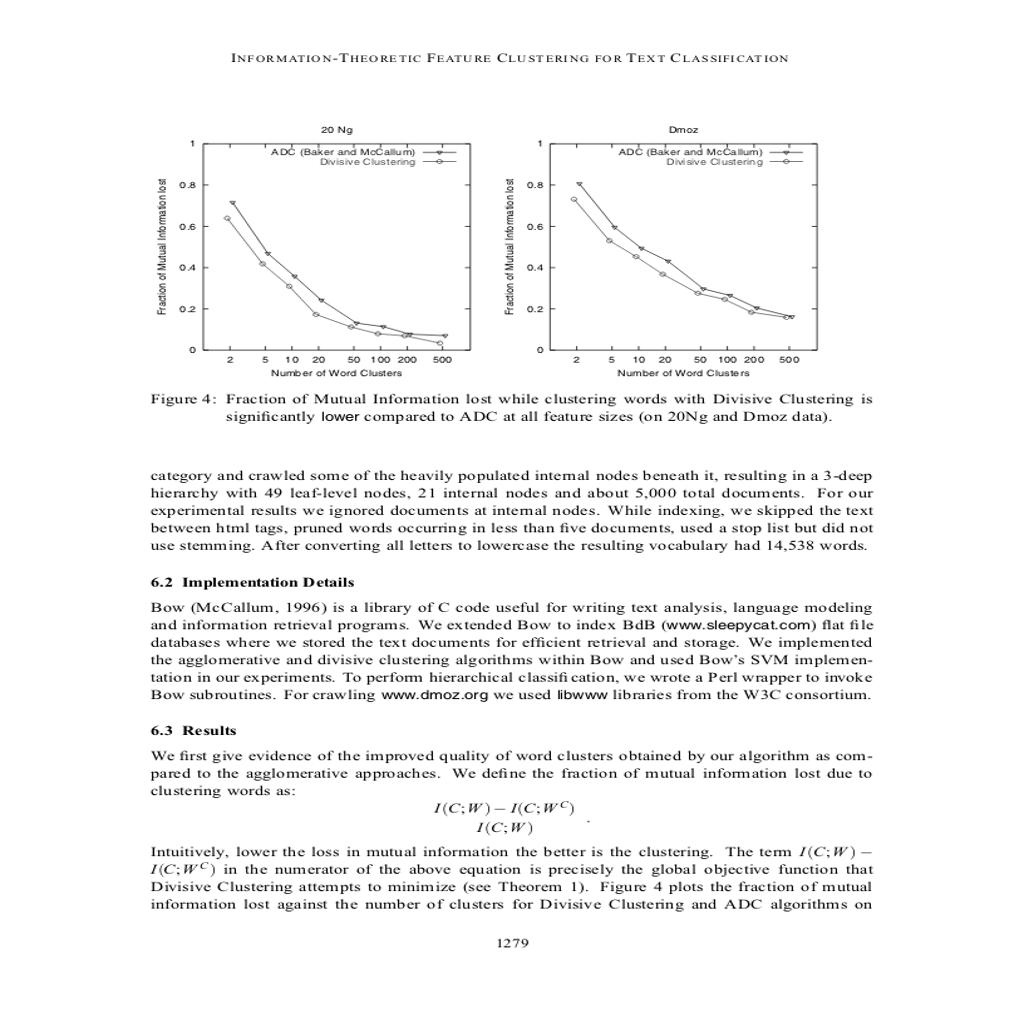 INFORMATION-THEORETIC FEATURE CLUSTERING FOR TEXT CLASSIFICATION
20 Ng
1
0.8
0.6
0.4
0.2
0
Fraction of Mutual Information lost
ADC (Baker and McCallum)
Divisive Clustering
2 5 10 20 50 100 200 500
Number of Word Clusters
Dmoz
1
0.8
0.6
0.4
0.2
0
Fraction of Mutual Information lost
ADC (Baker and McCallum)
Divisive Clustering
2 5 10 20 50 100 200 500
Number of Word Clusters
Figure 4: Fraction of Mutual Information lost while clustering words with Divisive Clustering is
significantly lower compared to ADC at all feature sizes (on 20Ng and Dmoz data).
category and crawled some of the heavily populated internal nodes beneath it, resulting in a 3-deep
hierarchy with 49 leaf-level nodes, 21 internal nodes and about 5,000 total documents. For our
experimental results we ignored documents at internal nodes. While indexing, we skipped the text
between html tags, pruned words occurring in less than five documents, used a stop list but did not
use stemming. After converting all letters to lowercase the resulting vocabulary had 14,538 words.
6.2 Implementation Details
Bow (McCallum, 1996) is a library of C code useful for writing text analysis, language modeling
and information retrieval programs. We extended Bow to index BdB (www.sleepycat.com) flat file
databases where we stored the text documents for efficient retrieval and storage. We implemented
the agglomerative and divisive clustering algorithms within Bow and used Bow's SVM implemen-
tation in our experiments. To perform hierarchical classification, we wrote a Perl wrapper to invoke
Bow subroutines. For crawling www.dmoz.org we used libwww libraries from the W3C consortium.
6.3 Results
We first give evidence of the improved quality of word clusters obtained by our algorithm as com-
pared to the agglomerative approaches. We define the fraction of mutual information lost due to
clustering words as:
I(C;W) − I(C;W^C)
I(C;W) .
Intuitively, lower the loss in mutual information the better is the clustering. The term I(C;W) −
I(C;W^C) in the numerator of the above equation is precisely the global objective function that
Divisive Clustering attempts to minimize (see Theorem 1). Figure 4 plots the fraction of mutual
information lost against the number of clusters for Divisive Clustering and ADC algorithms on
1279